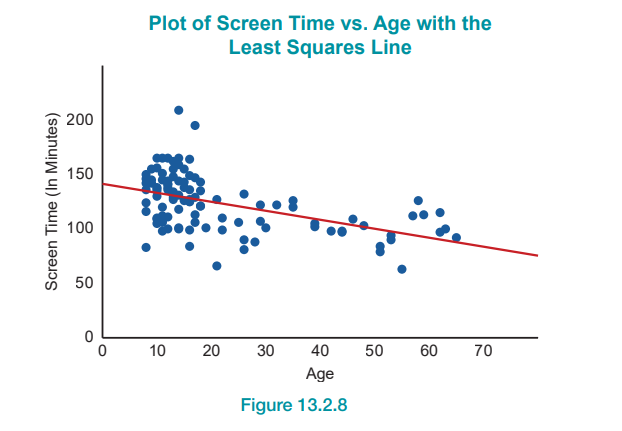 Plot of Screen Time vs. Age with the
Least Squares Line
Screen Time (In Minutes)
200
150
100
50
0
0 10 20 30 40 50 60 70
Age
Figure 13.2.8